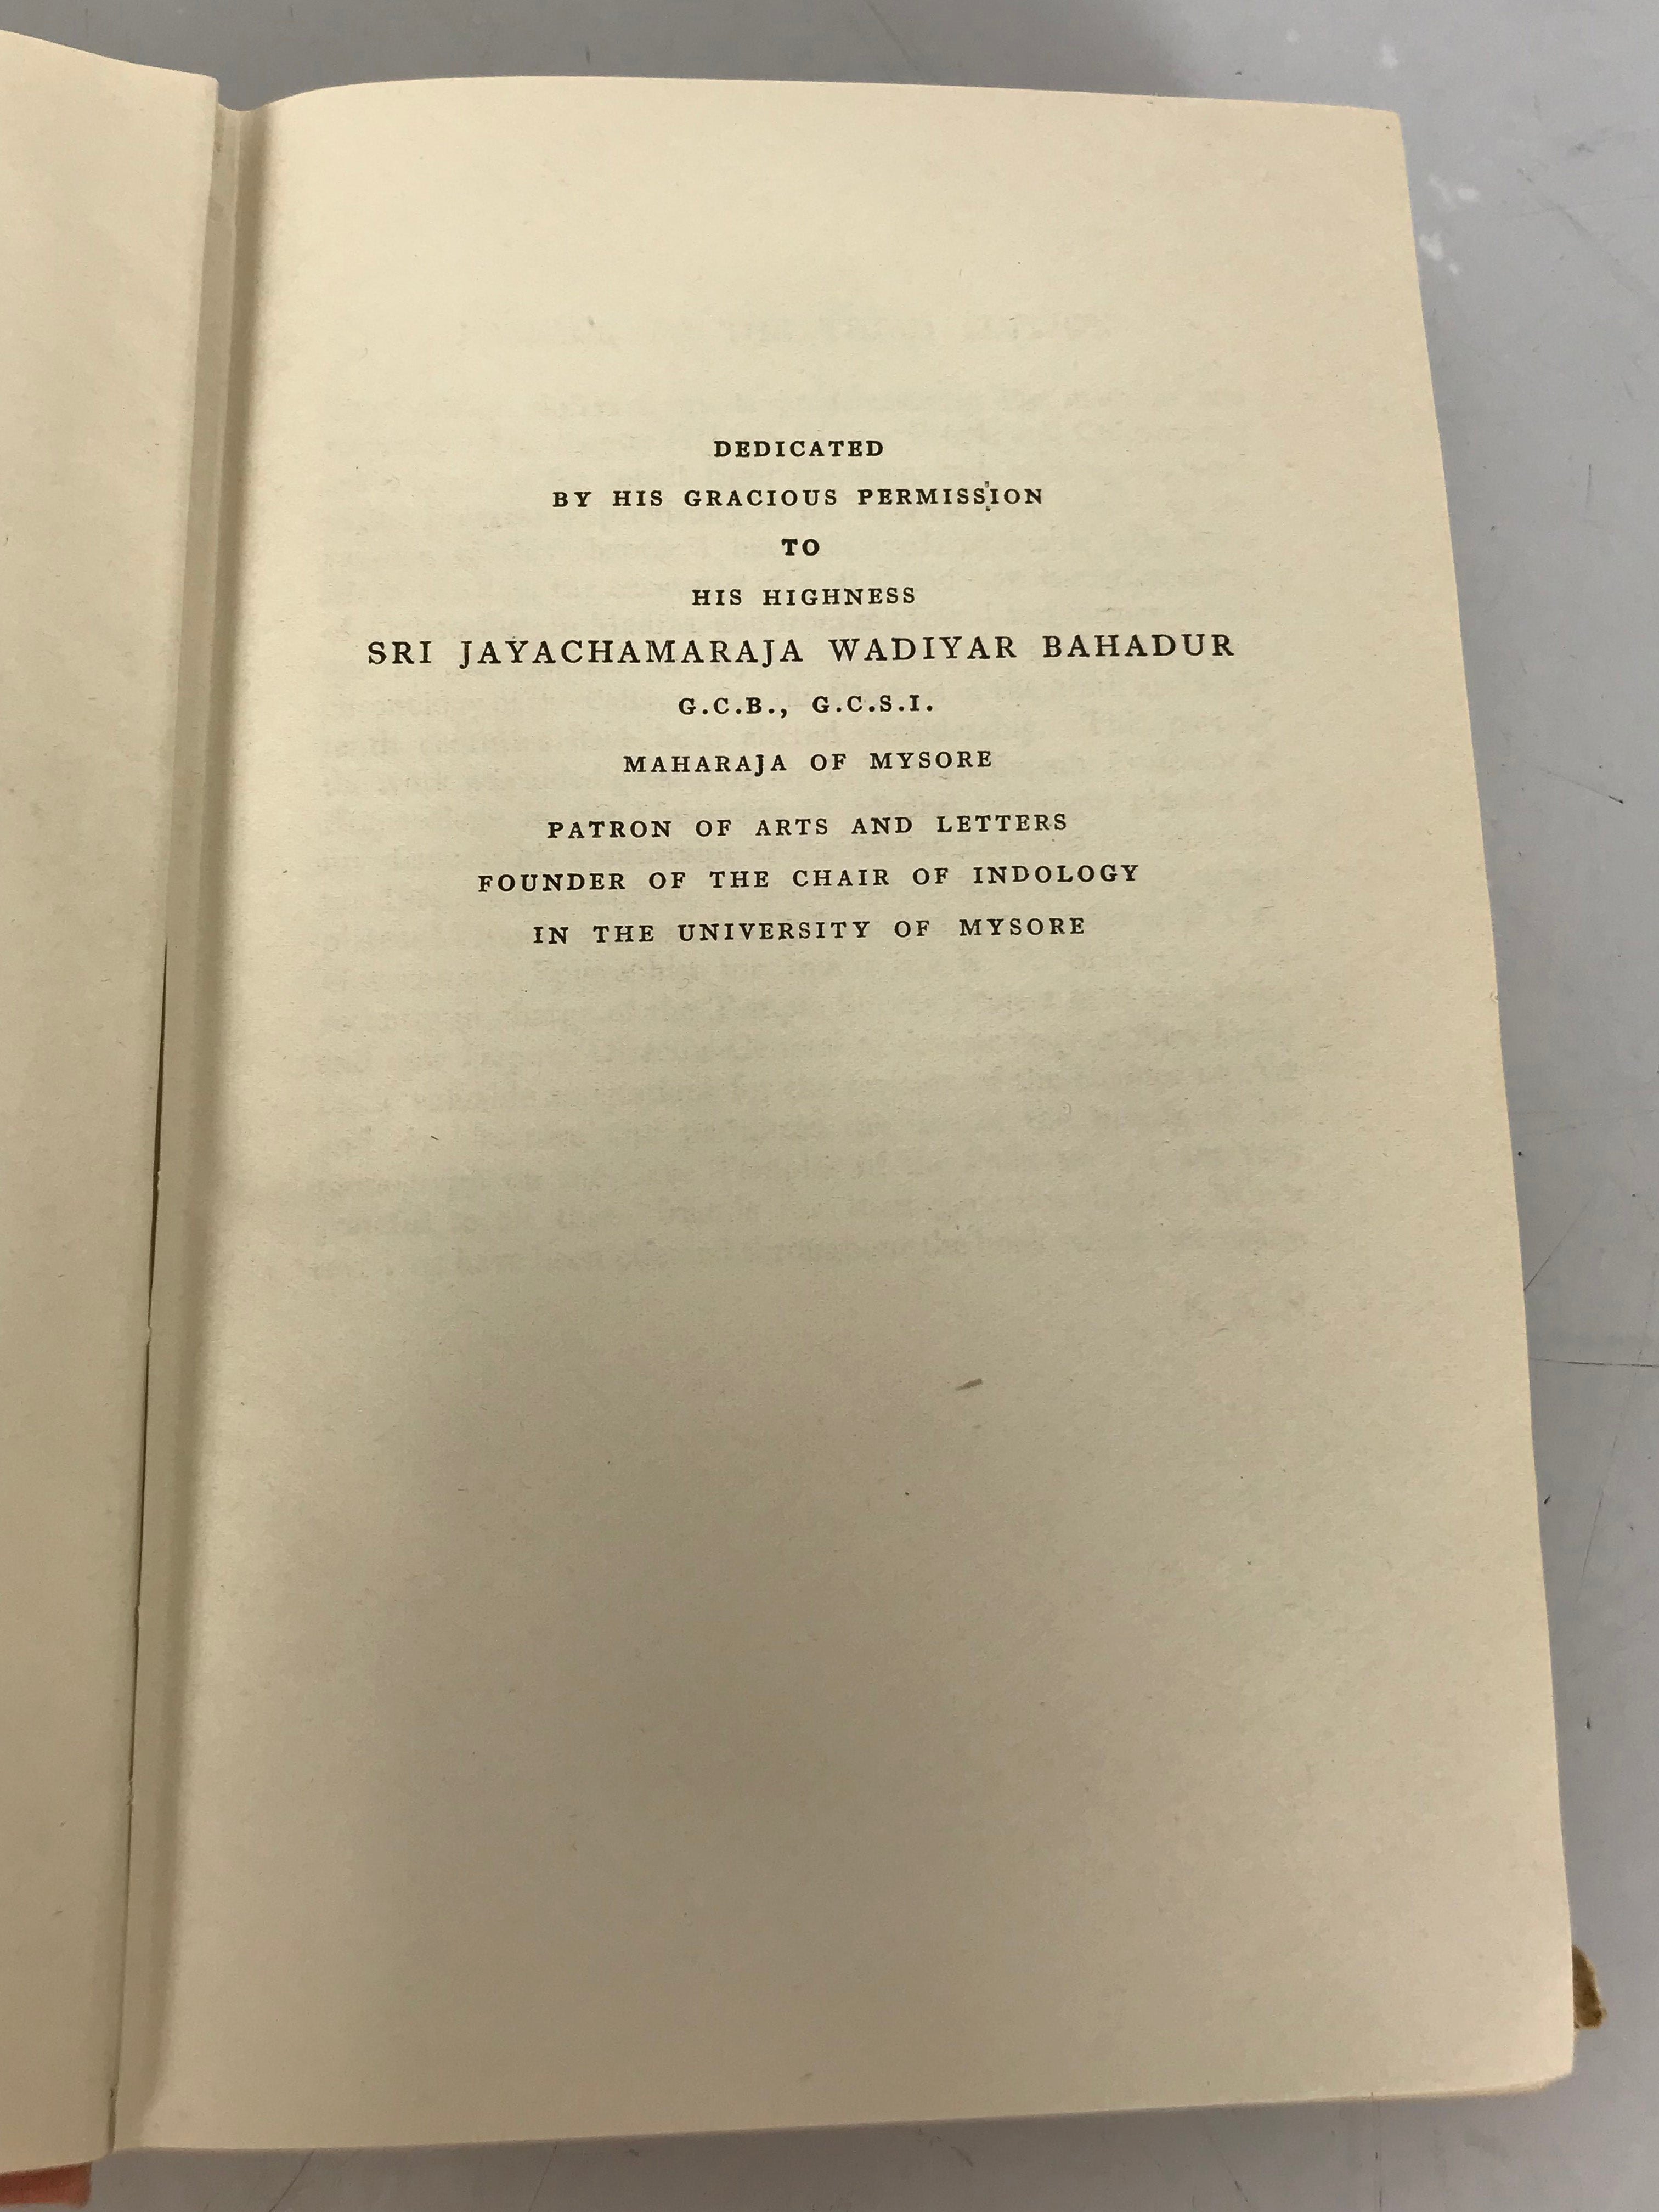 DEDICATED
BY HIS GRACIOUS PERMISSION
TO
HIS HIGHNESS
SRI JAYACHAMARAJA WADIYAR BAHADUR
G.C.B., G.C.S.I.
MAHARAJA OF MYSORE
PATRON OF ARTS AND LETTERS
FOUNDER OF THE CHAIR OF INDOLOGY
IN THE UNIVERSITY OF MYSORE